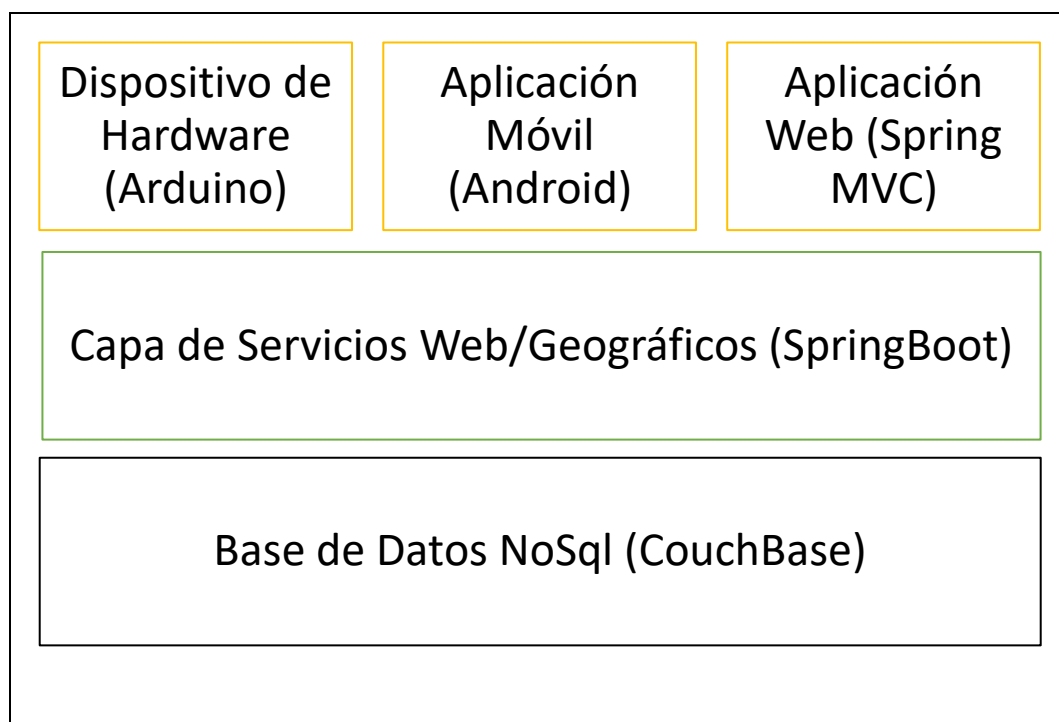 Dispositivo de
Hardware
(Arduino)
Aplicación
Móvil
(Android)
Aplicación
Web (Spring
MVC)
Capa de Servicios Web/Geográficos (SpringBoot)
Base de Datos NoSql (CouchBase)